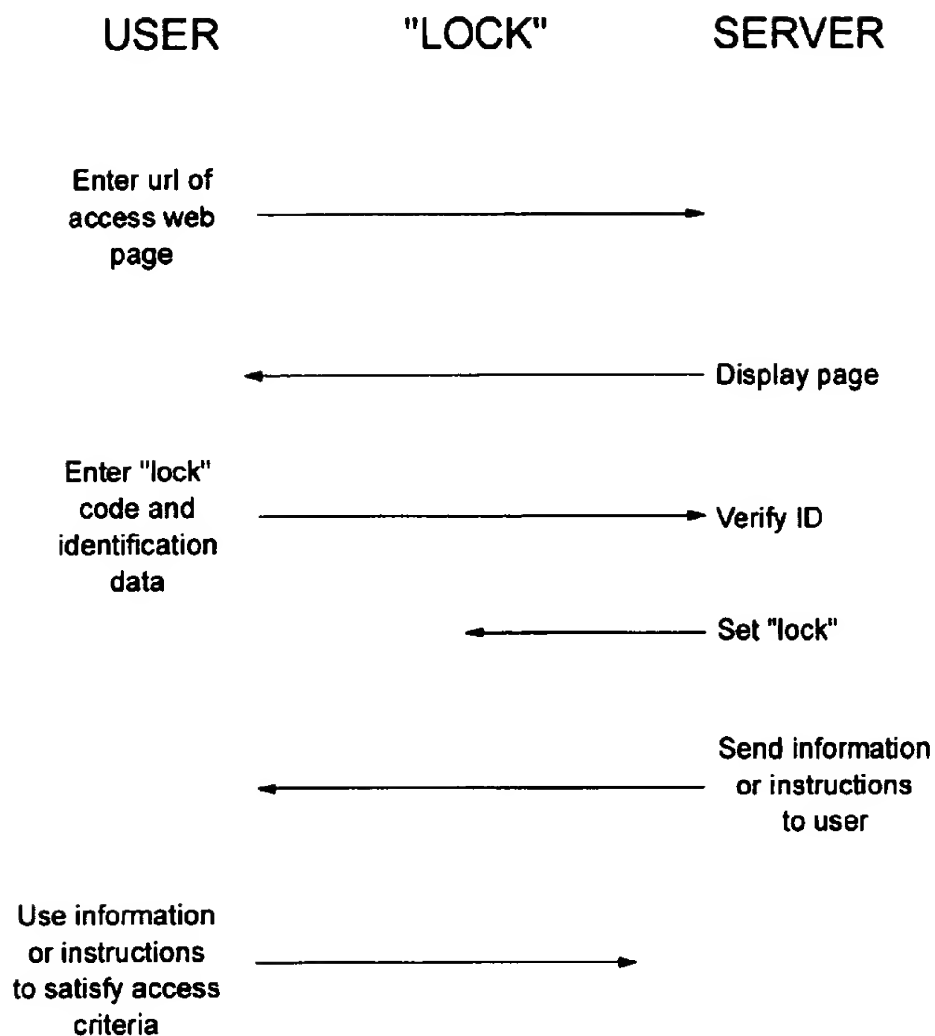 USER "LOCK" SERVER
Enter url of
access web
page
Display page
Enter "lock"
code and
identification
data
Verify ID
Set "lock"
Send information
or instructions
to user
Use information
or instructions
to satisfy access
criteria